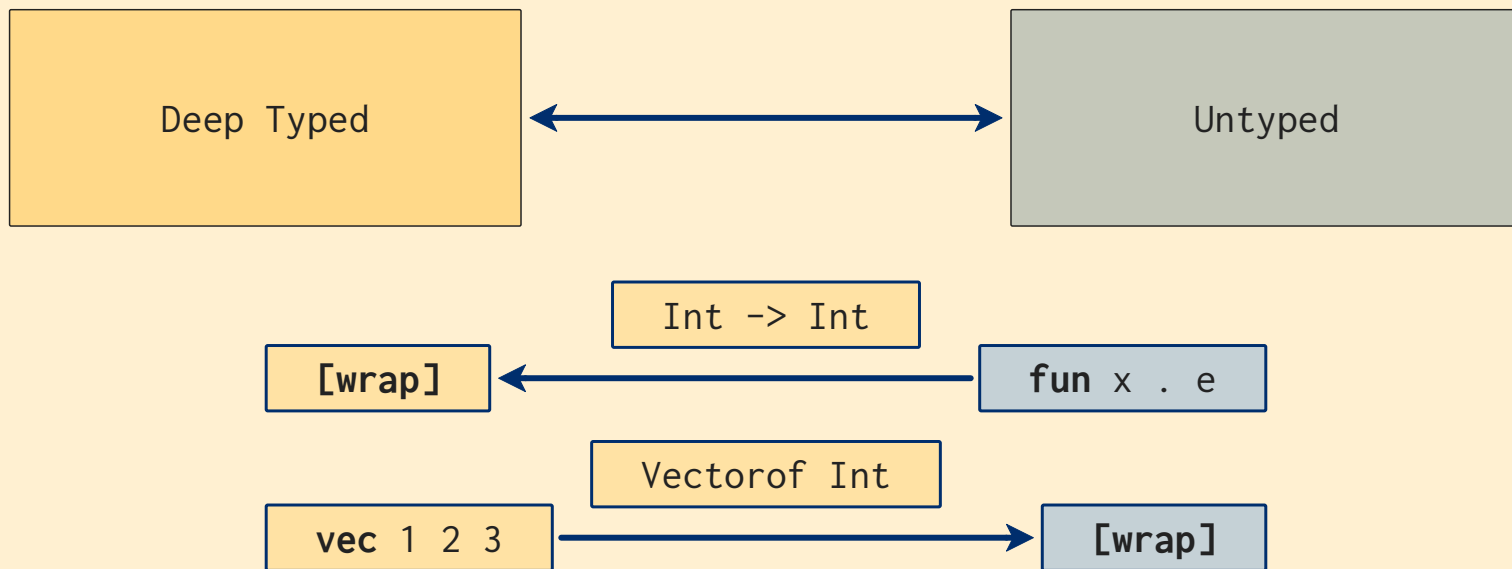 Deep Typed
Untyped
Int -> Int
[wrap]
fun x . e
Vectorof Int
vec 1 2 3
[wrap]